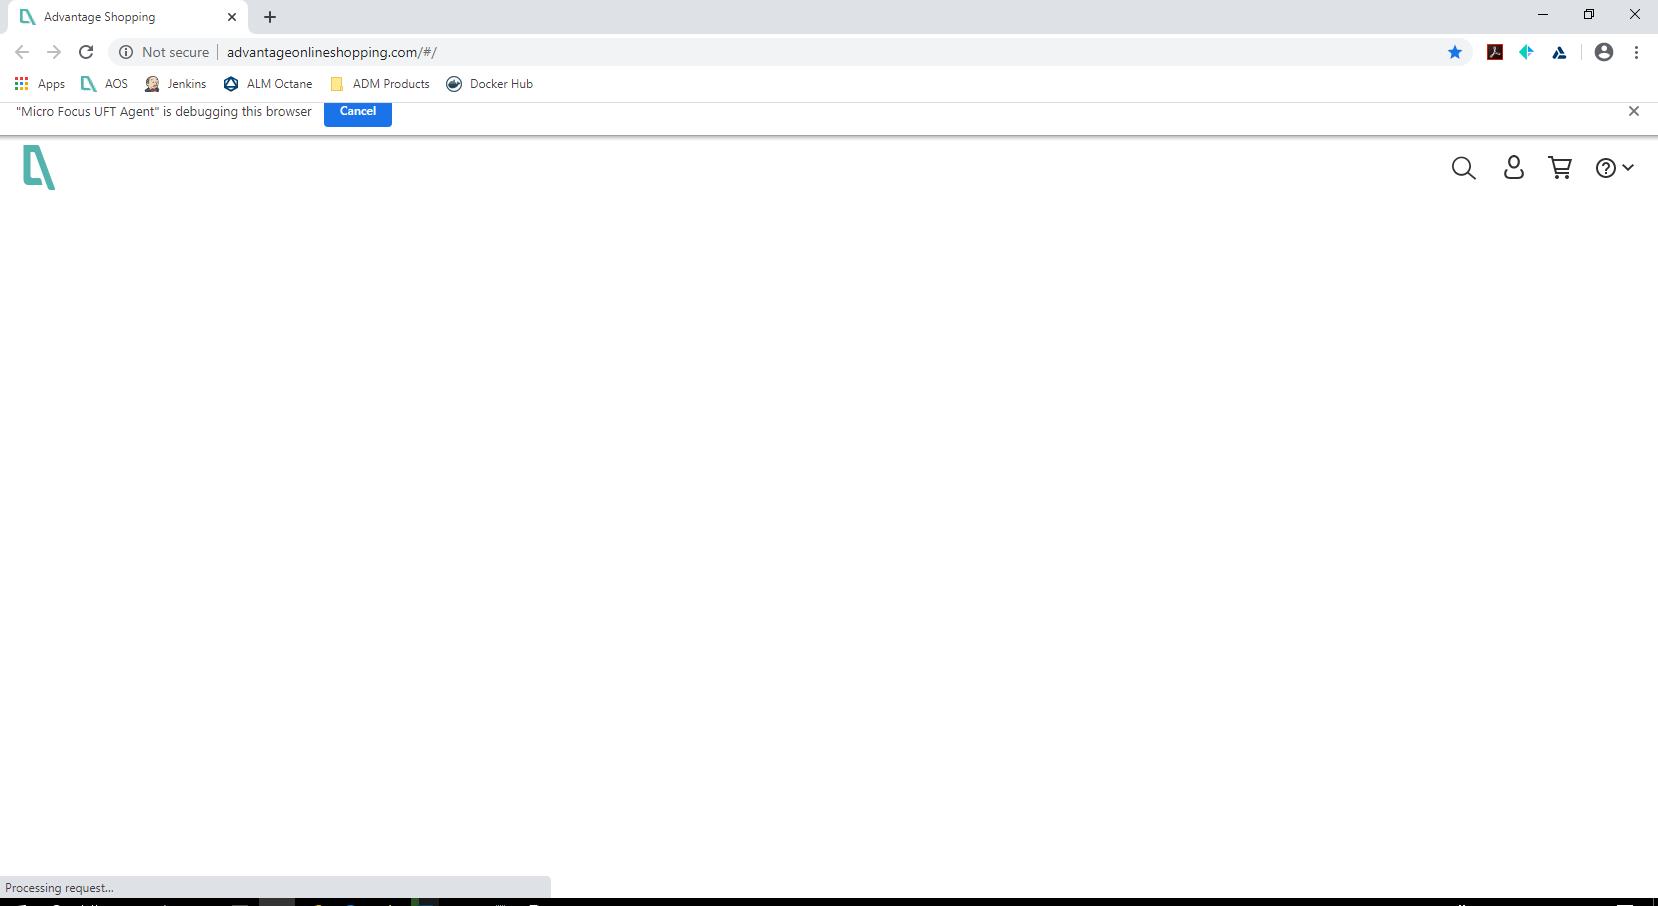 Advantage Shopping
Not secure advantageonlineshopping.com/#/
Apps AOS Jenkins ALM Octane ADM Products Docker Hub
"Micro Focus UFT Agent" is debugging this browser Cancel
Processing request...